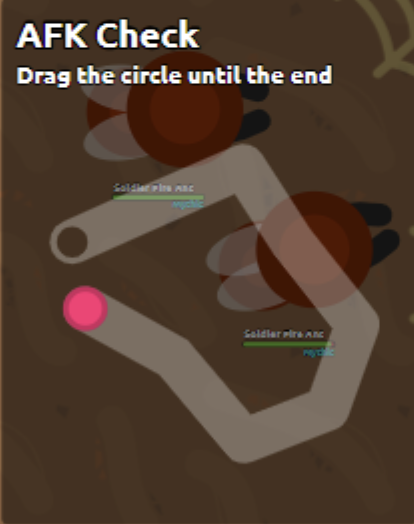 AFK Check
Drag the circle until the end
Soldier Fire Ant
Mythic
Soldier Fire Ant
Mythic